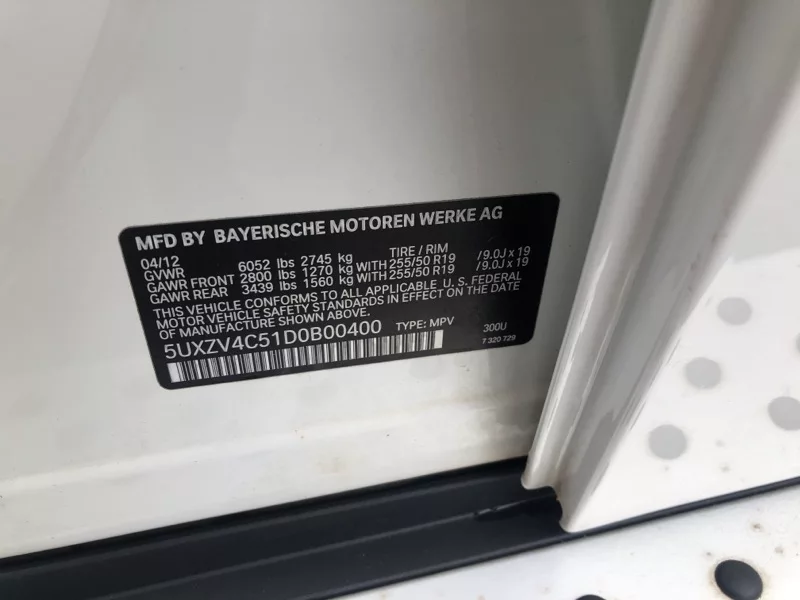 MFD BY BAYERISCHE MOTOREN WERKE AG
04/12 TIRE / RIM
GVWR 6052 lbs 2745 kg
GAWR FRONT 2800 lbs 1270 kg WITH 255/50 R19 /9.0J x 19
GAWR REAR 3439 lbs 1560 kg WITH 255/50 R19 /9.0J x 19
THIS VEHICLE CONFORMS TO ALL APPLICABLE U. S. FEDERAL
MOTOR VEHICLE SAFETY STANDARDS IN EFFECT ON THE DATE
OF MANUFACTURE SHOWN ABOVE.
5UXZV4C51D0B00400 TYPE: MPV 300U
7 320 729